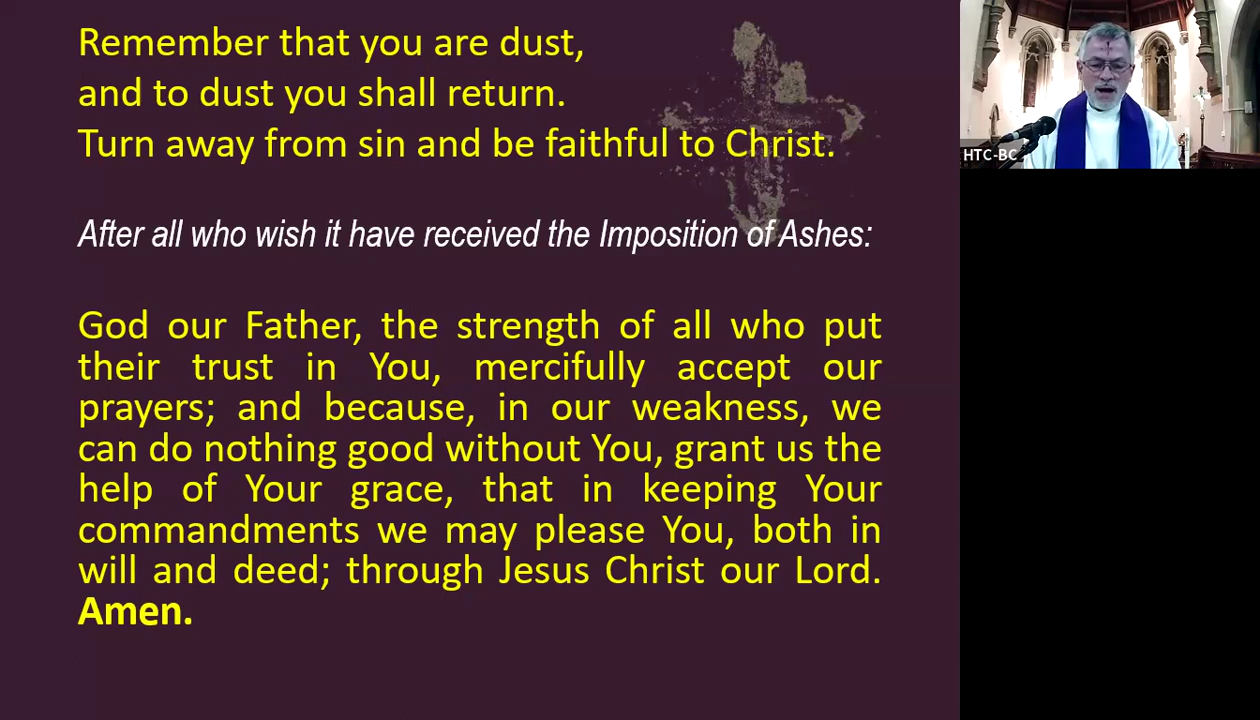 Remember that you are dust,
and to dust you shall return.
Turn away from sin and be faithful to Christ.
After all who wish it have received the Imposition of Ashes:
God our Father, the strength of all who put
their trust in You, mercifully accept our
prayers; and because, in our weakness, we
can do nothing good without You, grant us the
help of Your grace, that in keeping Your
commandments we may please You, both in
will and deed; through Jesus Christ our Lord.
Amen.
HTC-BC